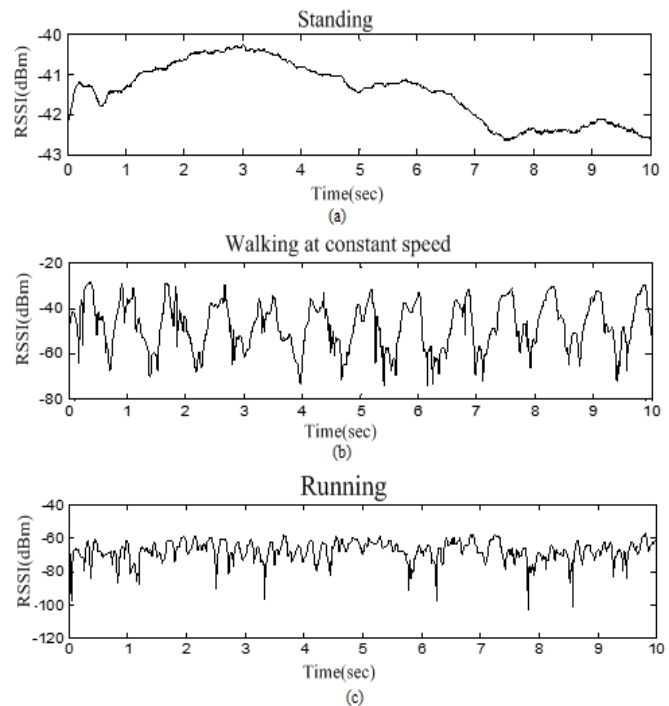 Standing
-40
-41
-42
-43
RSSI(dBm)
0 1 2 3 4 5 6 7 8 9 10
Time(sec)
(a)
Walking at constant speed
-20
-40
-60
-80
RSSI(dBm)
0 1 2 3 4 5 6 7 8 9 10
Time(sec)
(b)
Running
-40
-60
-80
-100
-120
RSSI(dBm)
0 1 2 3 4 5 6 7 8 9 10
Time(sec)
(c)